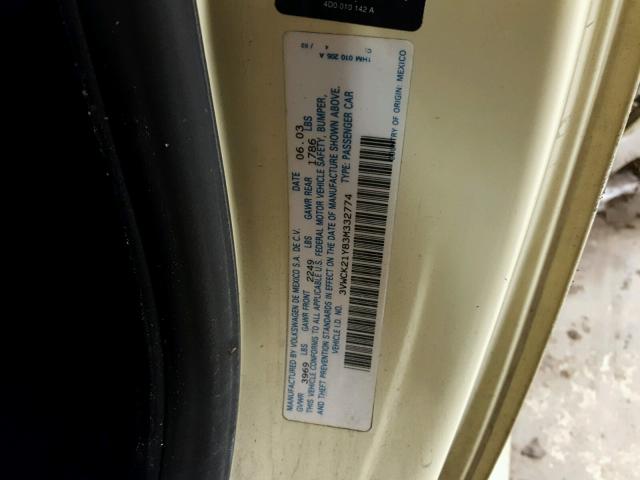 4D0 010 142 A
1HM 010 206 A
MANUFACTURED BY VOLKSWAGEN DE MEXICO S.A. DE C.V. DATE 06.03
GVWR 3969 LBS GAWR FRONT 2249 LBS GAWR REAR 1786 LBS
THIS VEHICLE CONFORMS TO ALL APPLICABLE U.S. FEDERAL MOTOR VEHICLE SAFETY, BUMPER,
AND THEFT PREVENTION STANDARDS IN EFFECT ON THE DATE OF MANUFACTURE SHOWN ABOVE.
VEHICLE I.D. NO. TYPE: PASSENGER CAR
3VWCK21Y83M332774
COUNTRY OF ORIGIN: MEXICO